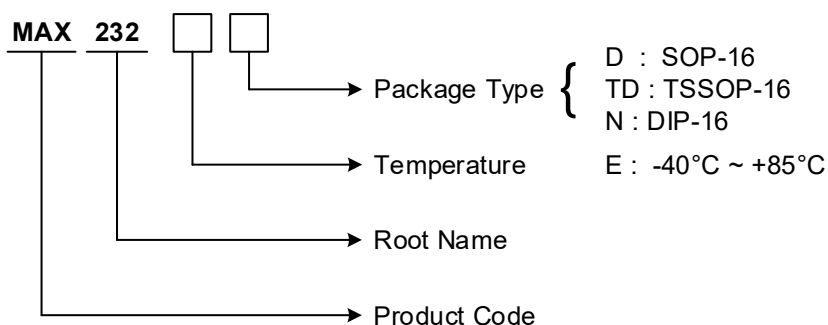 MAX 232
Package Type { D : SOP-16
TD : TSSOP-16
N : DIP-16
Temperature E : -40°C ~ +85°C
Root Name
Product Code